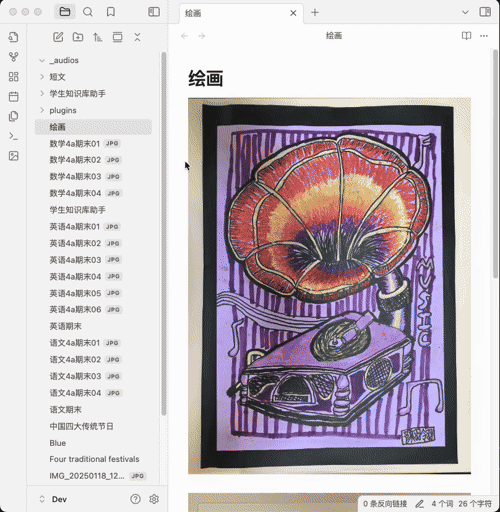 绘画
绘画
_audios
短文
学生知识库助手
plugins
绘画
数学4a期末01 JPG
数学4a期末02 JPG
数学4a期末03 JPG
数学4a期末04 JPG
学生知识库助手
英语4a期末01 JPG
英语4a期末02 JPG
英语4a期末03 JPG
英语4a期末04 JPG
英语4a期末05 JPG
英语4a期末06 JPG
英语期末
语文4a期末01 JPG
语文4a期末02 JPG
语文4a期末03 JPG
语文4a期末04 JPG
语文期末
中国四大传统节日
Blue
Four traditional festivals
IMG_20250118_12... JPG
Dev
绘画
0 条反向链接 4 个词 26 个字符